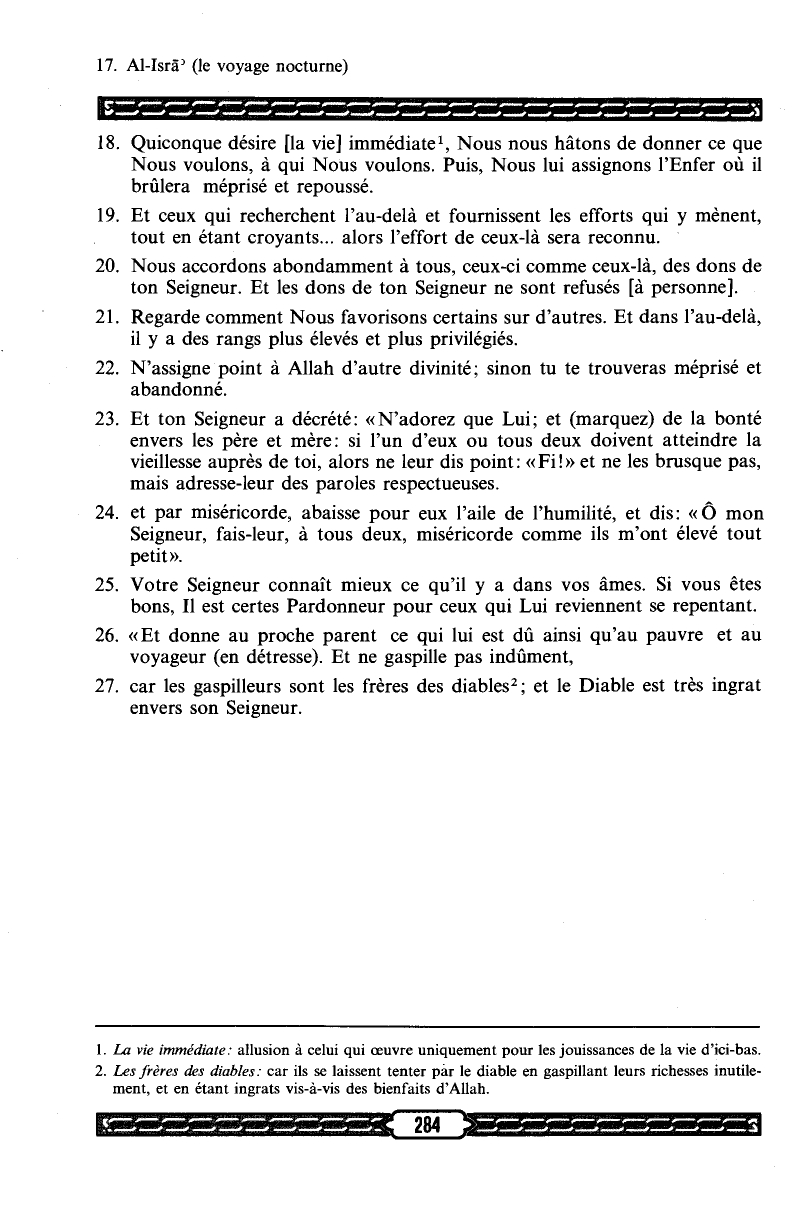 17. Al-Isrāʾ (le voyage nocturne)
18. Quiconque désire [la vie] immédiate¹, Nous nous hâtons de donner ce que
Nous voulons, à qui Nous voulons. Puis, Nous lui assignons l'Enfer où il
brûlera méprisé et repoussé.
19. Et ceux qui recherchent l'au-delà et fournissent les efforts qui y mènent,
tout en étant croyants... alors l'effort de ceux-là sera reconnu.
20. Nous accordons abondamment à tous, ceux-ci comme ceux-là, des dons de
ton Seigneur. Et les dons de ton Seigneur ne sont refusés [à personne].
21. Regarde comment Nous favorisons certains sur d'autres. Et dans l'au-delà,
il y a des rangs plus élevés et plus privilégiés.
22. N'assigne point à Allah d'autre divinité; sinon tu te trouveras méprisé et
abandonné.
23. Et ton Seigneur a décrété: «N'adorez que Lui; et (marquez) de la bonté
envers les père et mère: si l'un d'eux ou tous deux doivent atteindre la
vieillesse auprès de toi, alors ne leur dis point: «Fi!» et ne les brusque pas,
mais adresse-leur des paroles respectueuses.
24. et par miséricorde, abaisse pour eux l'aile de l'humilité, et dis: «Ô mon
Seigneur, fais-leur, à tous deux, miséricorde comme ils m'ont élevé tout
petit».
25. Votre Seigneur connaît mieux ce qu'il y a dans vos âmes. Si vous êtes
bons, Il est certes Pardonneur pour ceux qui Lui reviennent se repentant.
26. «Et donne au proche parent ce qui lui est dû ainsi qu'au pauvre et au
voyageur (en détresse). Et ne gaspille pas indûment,
27. car les gaspilleurs sont les frères des diables²; et le Diable est très ingrat
envers son Seigneur.
1. La vie immédiate: allusion à celui qui œuvre uniquement pour les jouissances de la vie d'ici-bas.
2. Les frères des diables: car ils se laissent tenter par le diable en gaspillant leurs richesses inutile-
ment, et en étant ingrats vis-à-vis des bienfaits d'Allah.
284